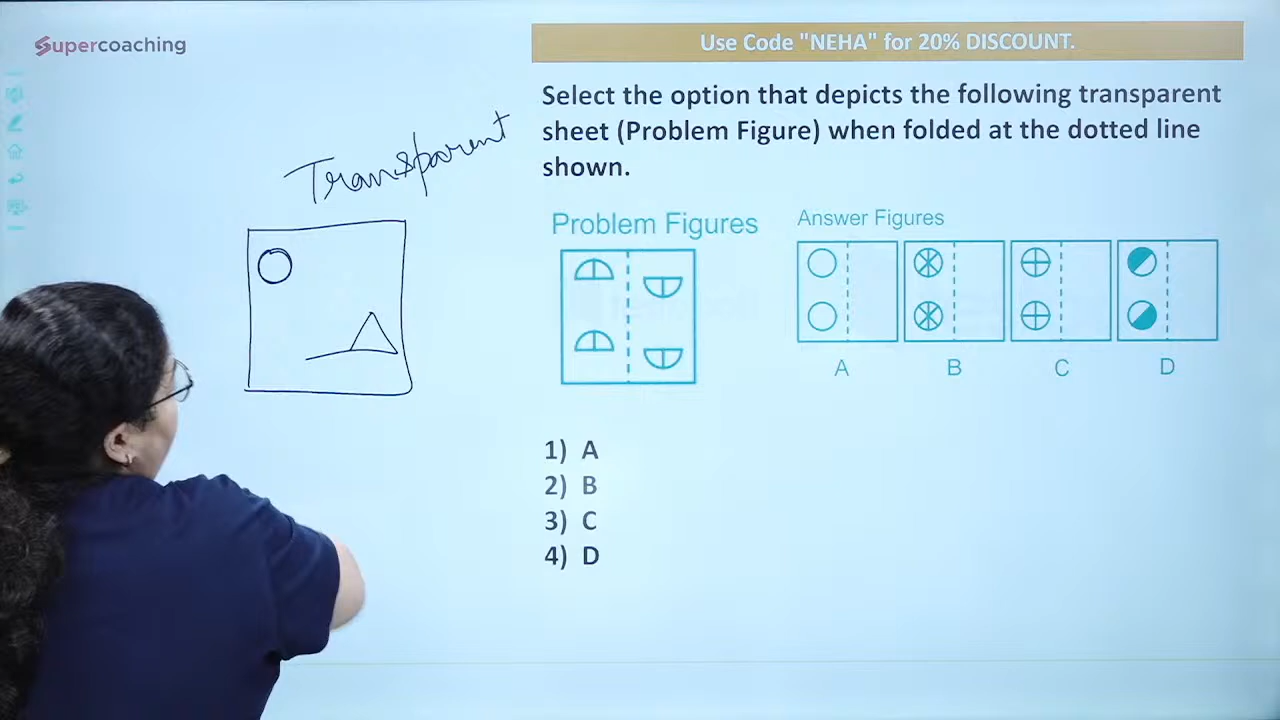 Supercoaching
Use Code "NEHA" for 20% DISCOUNT.
Transparent
Select the option that depicts the following transparent
sheet (Problem Figure) when folded at the dotted line
shown.
Problem Figures
Answer Figures
A B C D
1) A
2) B
3) C
4) D